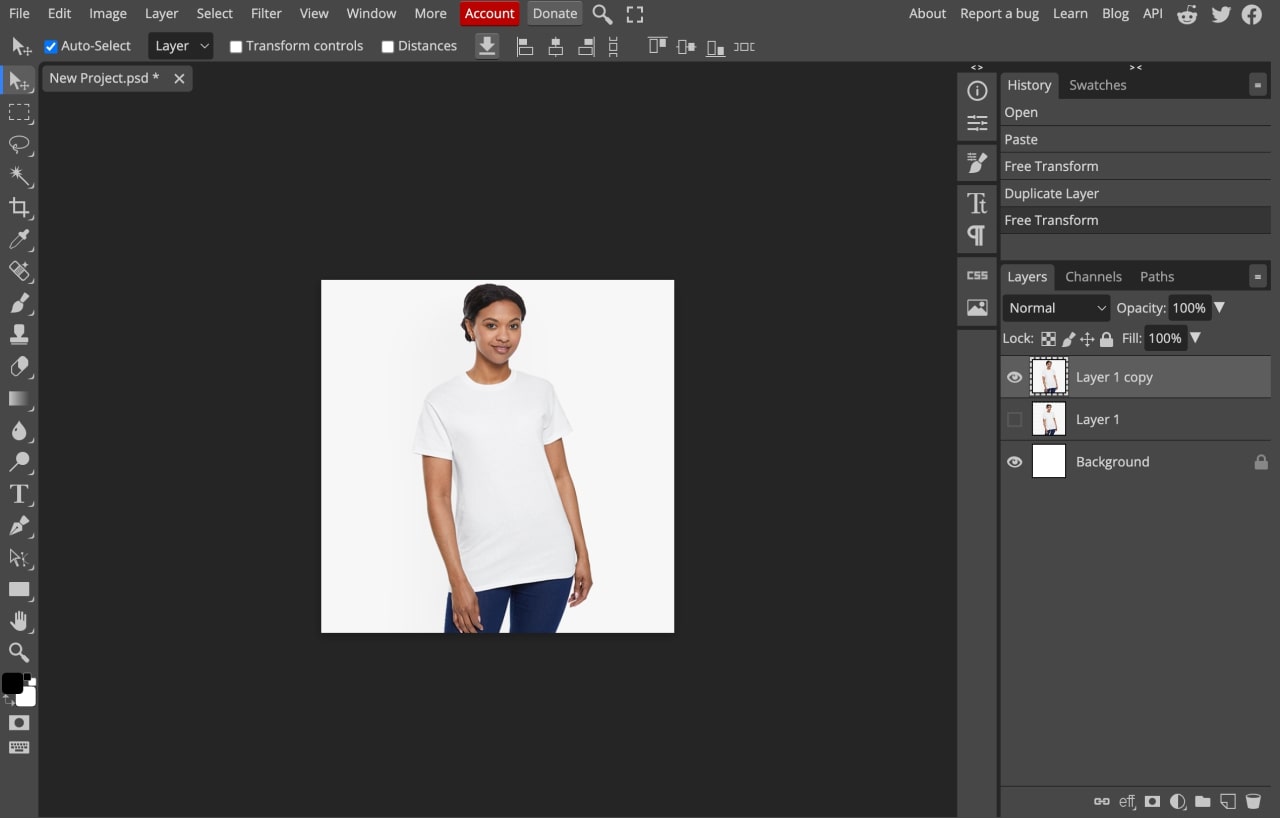 File Edit Image Layer Select Filter View Window More Account Donate About Report a bug Learn Blog API
Auto-Select Layer Transform controls Distances
New Project.psd *
History Swatches
Open
Paste
Free Transform
Duplicate Layer
Free Transform
CSS
Layers Channels Paths
Normal Opacity: 100%
Lock: Fill: 100%
Layer 1 copy
Layer 1
Background
eff